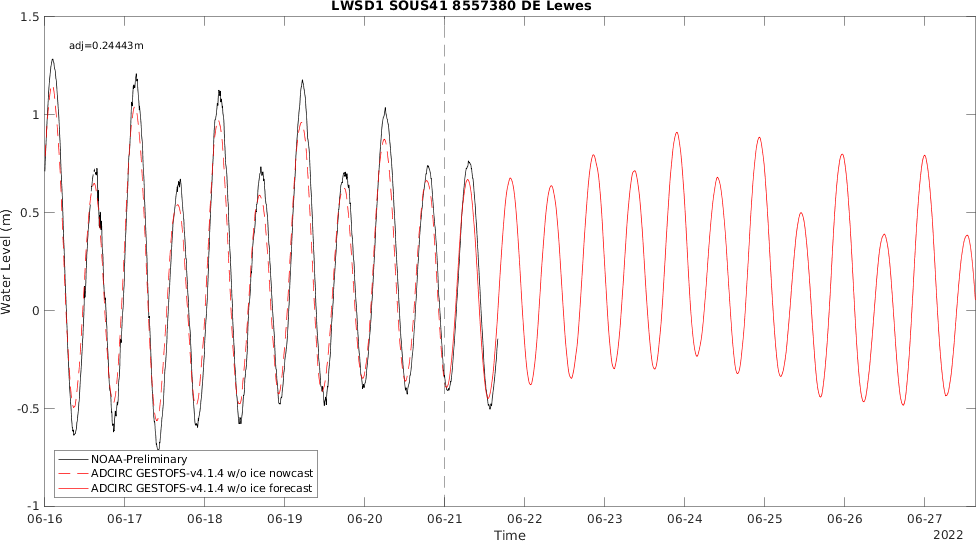 LWSD1 SOUS41 8557380 DE Lewes
adj=0.24443m
1.5
1
0.5
0
-0.5
-1
Water Level (m)
NOAA-Preliminary
ADCIRC GESTOFS-v4.1.4 w/o ice nowcast
ADCIRC GESTOFS-v4.1.4 w/o ice forecast
06-16 06-17 06-18 06-19 06-20 06-21 06-22 06-23 06-24 06-25 06-26 06-27
Time
2022